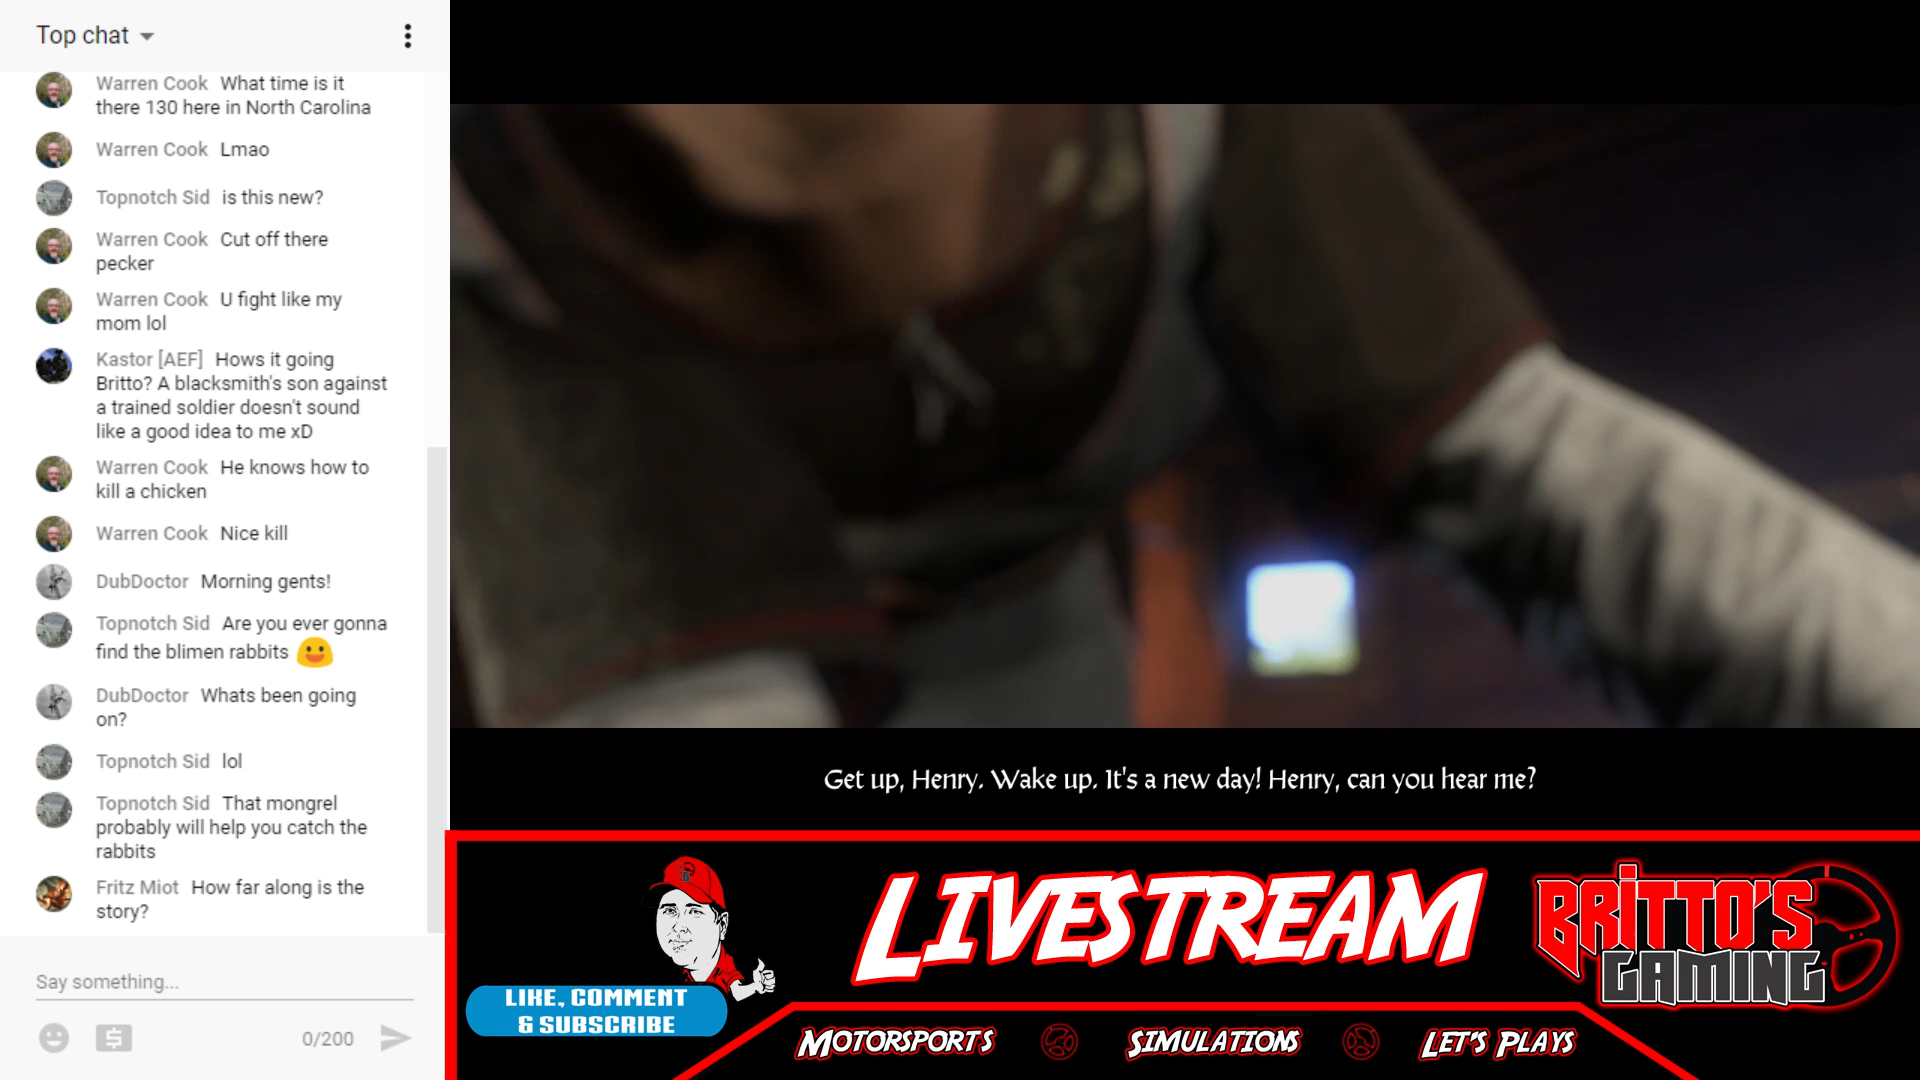 Top chat
Warren Cook What time is it
there 130 here in North Carolina
Warren Cook Lmao
Topnotch Sid is this new?
Warren Cook Cut off there
pecker
Warren Cook U fight like my
mom lol
Kastor [AEF] Hows it going
Britto? A blacksmith's son against
a trained soldier doesn't sound
like a good idea to me xD
Warren Cook He knows how to
kill a chicken
Warren Cook Nice kill
DubDoctor Morning gents!
Topnotch Sid Are you ever gonna
find the blimen rabbits
DubDoctor Whats been going
on?
Topnotch Sid lol
Topnotch Sid That mongrel
probably will help you catch the
rabbits
Fritz Miot How far along is the
story?
Say something...
0/200
Get up, Henry. Wake up. It's a new day! Henry, can you hear me?
LIKE, COMMENT
& SUBSCRIBE
LIVESTREAM
BRITTO'S
GAMING
MOTORSPORTS
SIMULATIONS
LET'S PLAYS